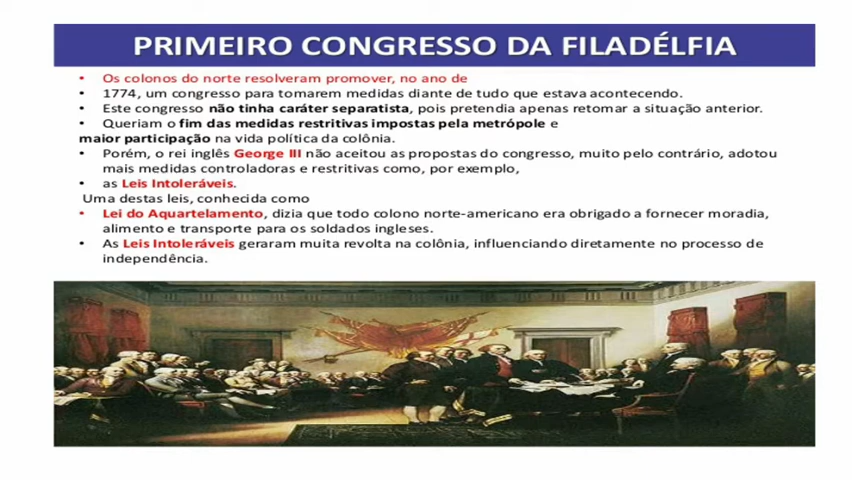 PRIMEIRO CONGRESSO DA FILADÉLFIA
• Os colonos do norte resolveram promover, no ano de
• 1774, um congresso para tomarem medidas diante de tudo que estava acontecendo.
• Este congresso não tinha caráter separatista, pois pretendia apenas retomar a situação anterior.
• Queriam o fim das medidas restritivas impostas pela metrópole e
maior participação na vida política da colônia.
• Porém, o rei inglês George III não aceitou as propostas do congresso, muito pelo contrário, adotou
mais medidas controladoras e restritivas como, por exemplo,
• as Leis Intoleráveis.
Uma destas leis, conhecida como
• Lei do Aquartelamento, dizia que todo colono norte-americano era obrigado a fornecer moradia,
alimento e transporte para os soldados ingleses.
• As Leis Intoleráveis geraram muita revolta na colônia, influenciando diretamente no processo de
independência.